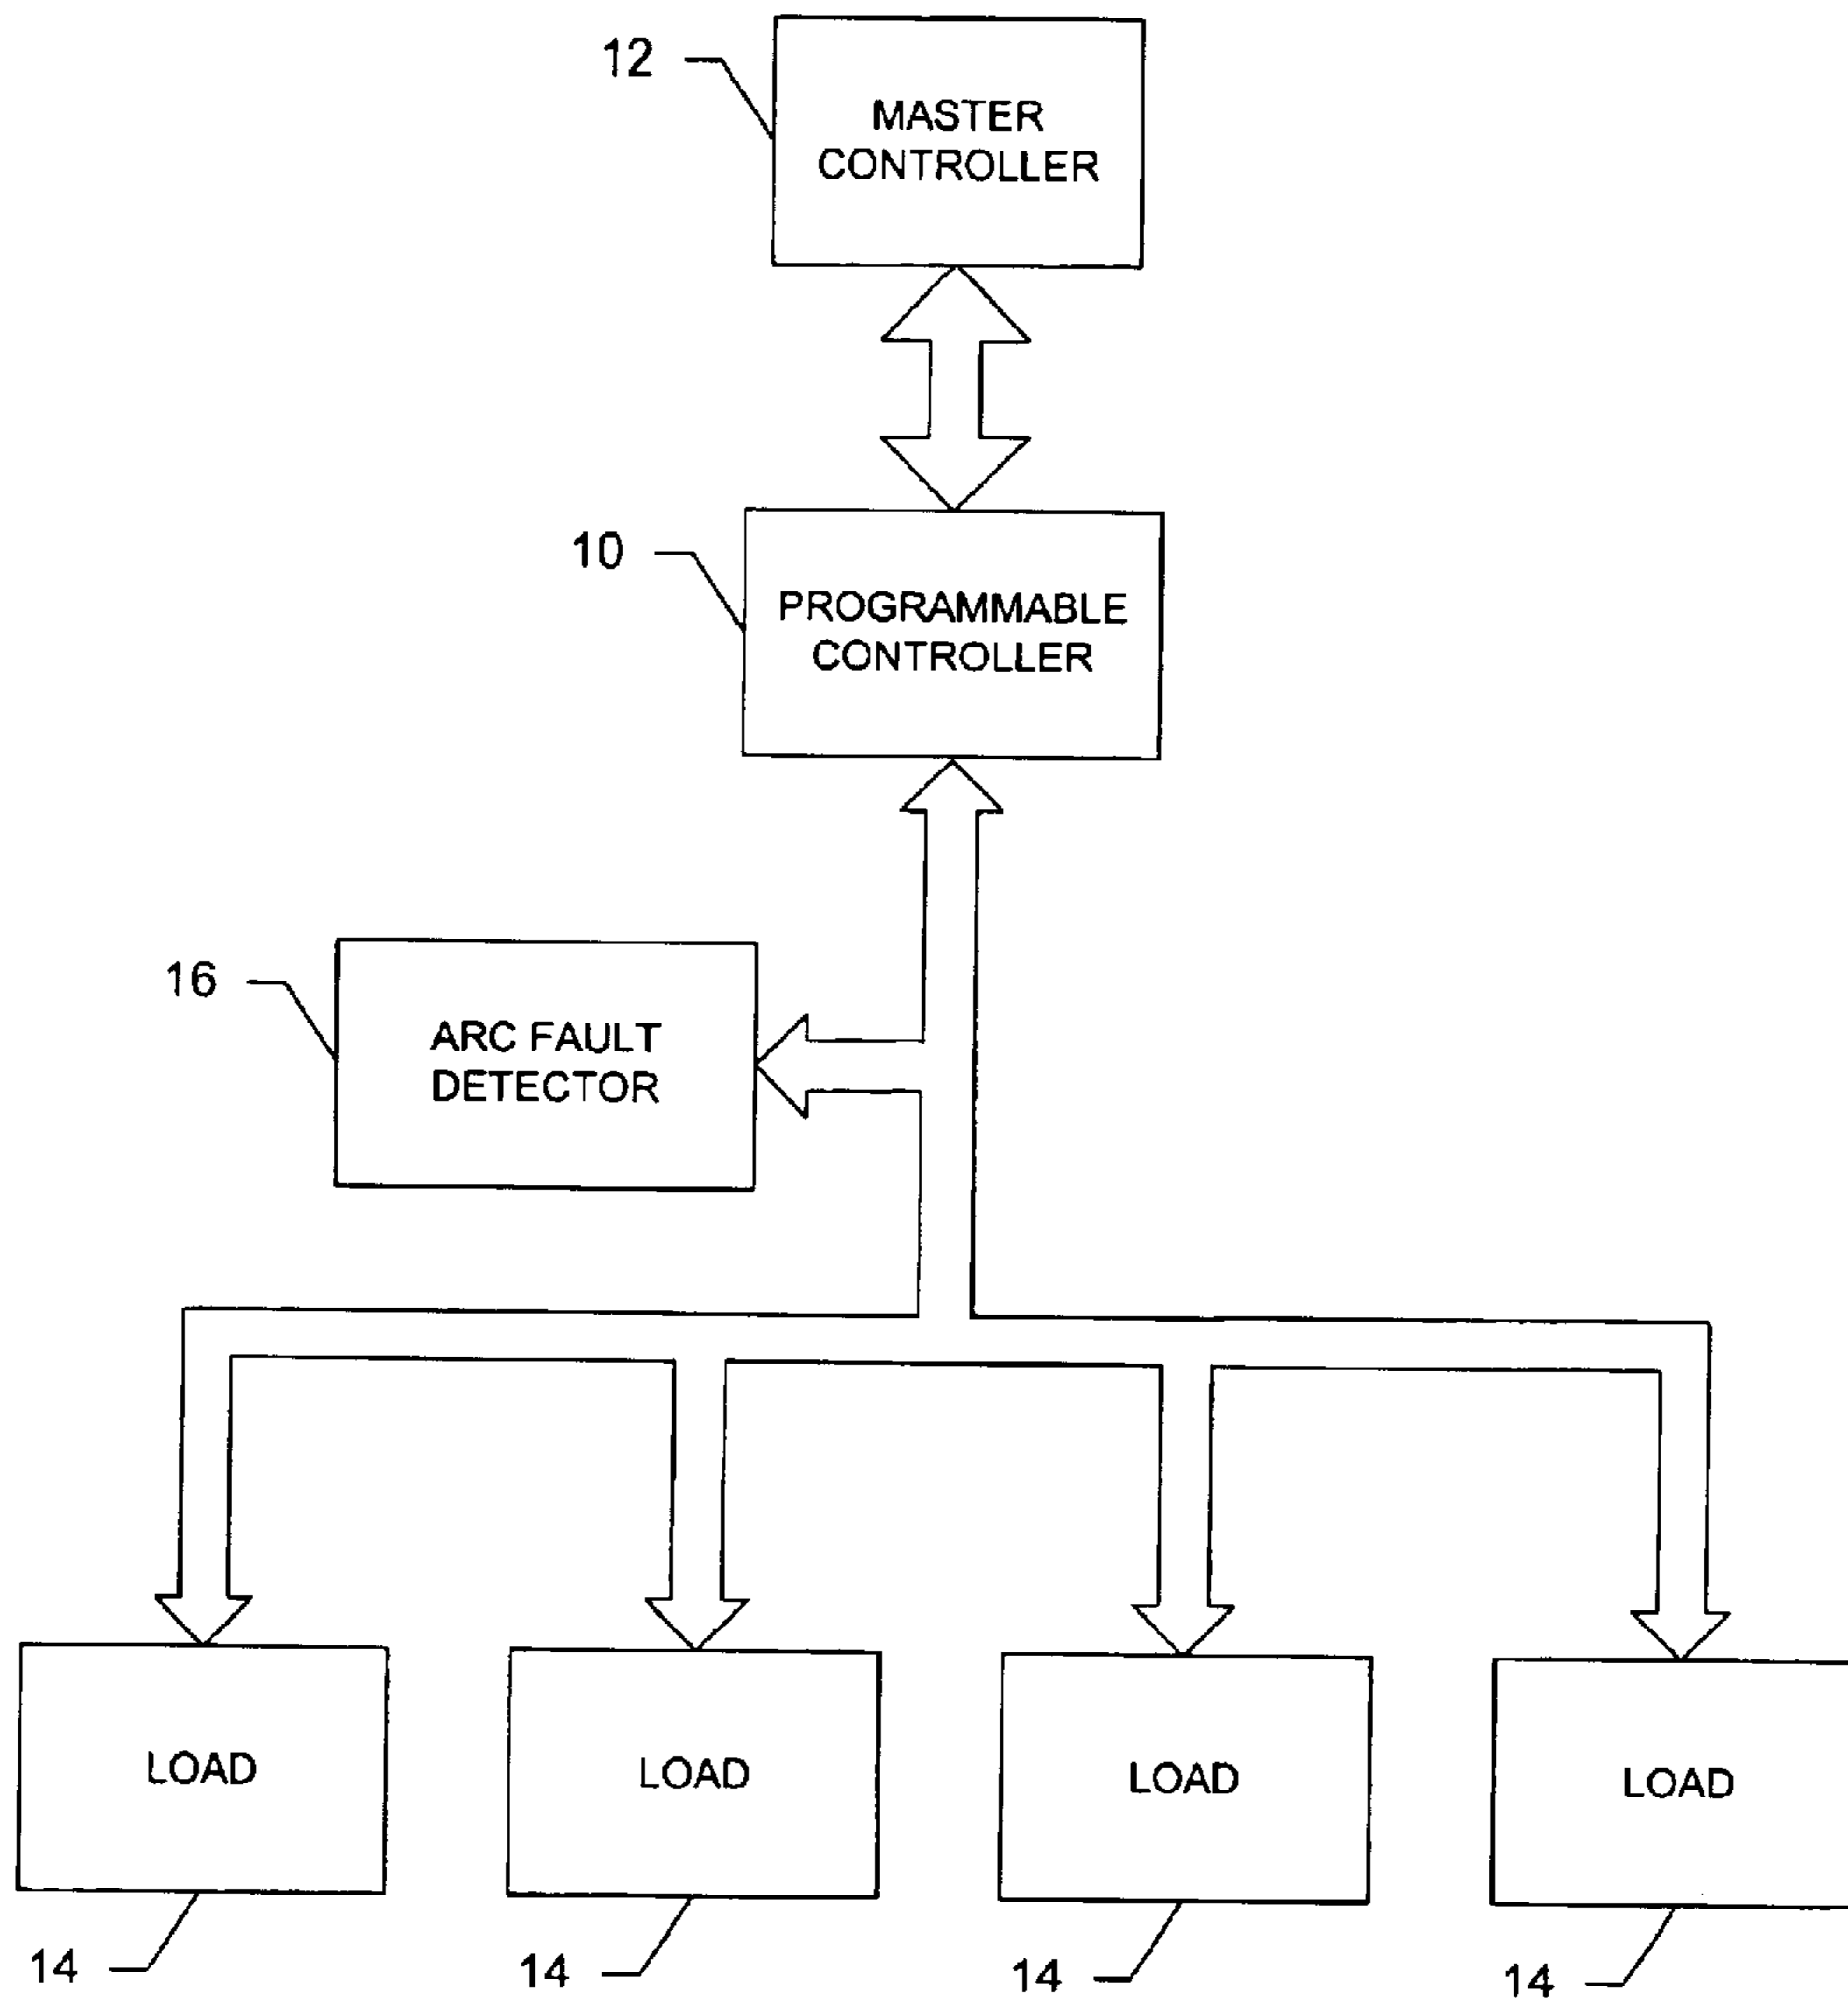 12
MASTER
CONTROLLER
10
PROGRAMMABLE
CONTROLLER
16
ARC FAULT
DETECTOR
LOAD
LOAD
LOAD
LOAD
14
14
14
14